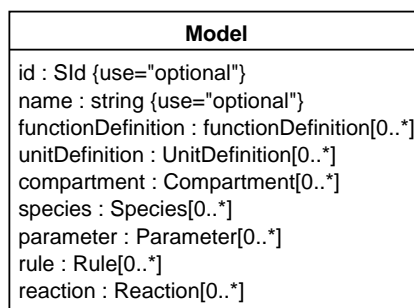 Model
id : SId {use="optional"}
name : string {use="optional"}
functionDefinition : functionDefinition[0..*]
unitDefinition : UnitDefinition[0..*]
compartment : Compartment[0..*]
species : Species[0..*]
parameter : Parameter[0..*]
rule : Rule[0..*]
reaction : Reaction[0..*]